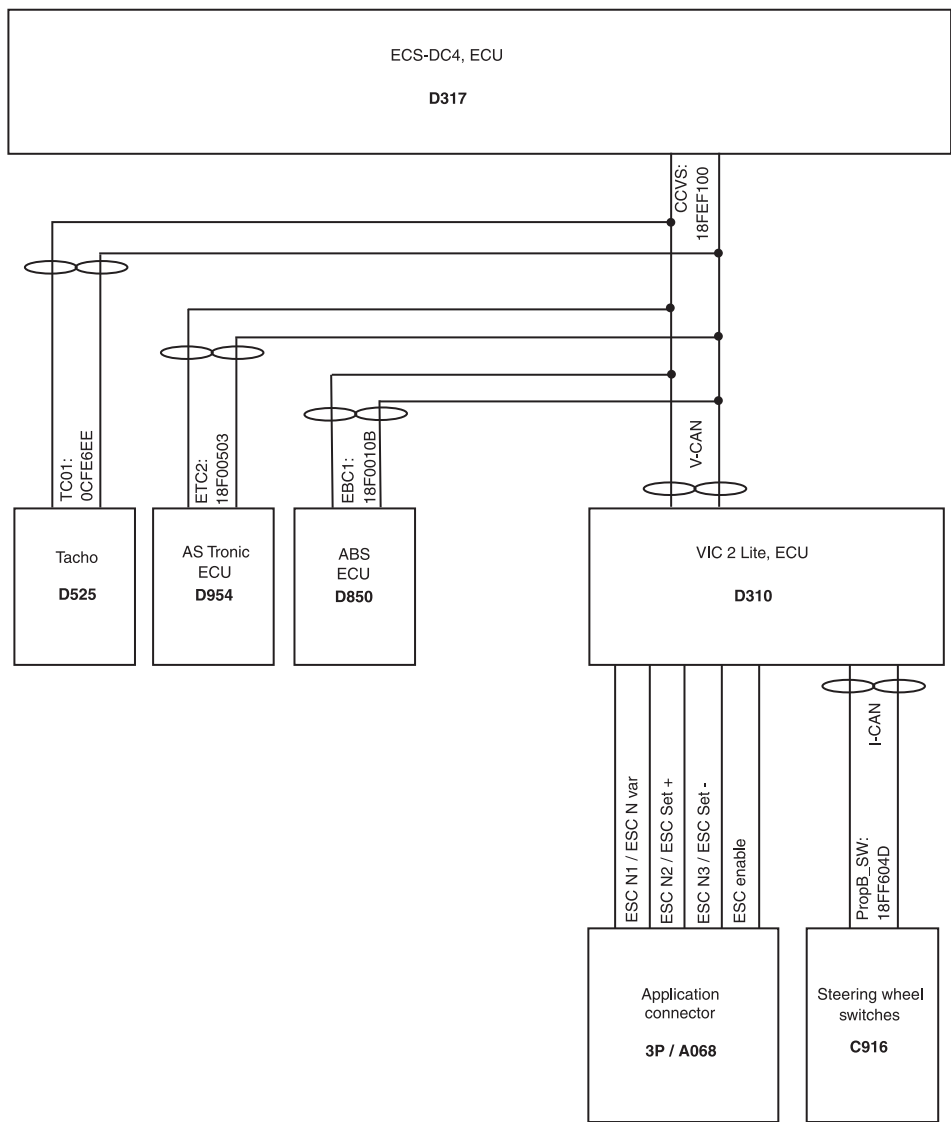 ECS-DC4, ECU
D317
CCVS:
18FEF100
TC01:
0CFE6EE
ETC2:
18F00503
EBC1:
18F0010B
V-CAN
Tacho
D525
AS Tronic
ECU
D954
ABS
ECU
D850
VIC 2 Lite, ECU
D310
I-CAN
ESC N1 / ESC N var
ESC N2 / ESC Set +
ESC N3 / ESC Set -
ESC enable
PropB_SW:
18FF604D
Application
connector
3P / A068
Steering wheel
switches
C916